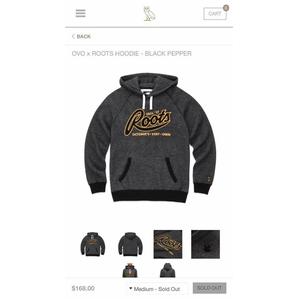 CART 0
< BACK
OVO x ROOTS HOODIE - BLACK PEPPER
Roots
OCTOBER'S • VERY • OWN
$168.00
Medium - Sold Out
SOLD OUT